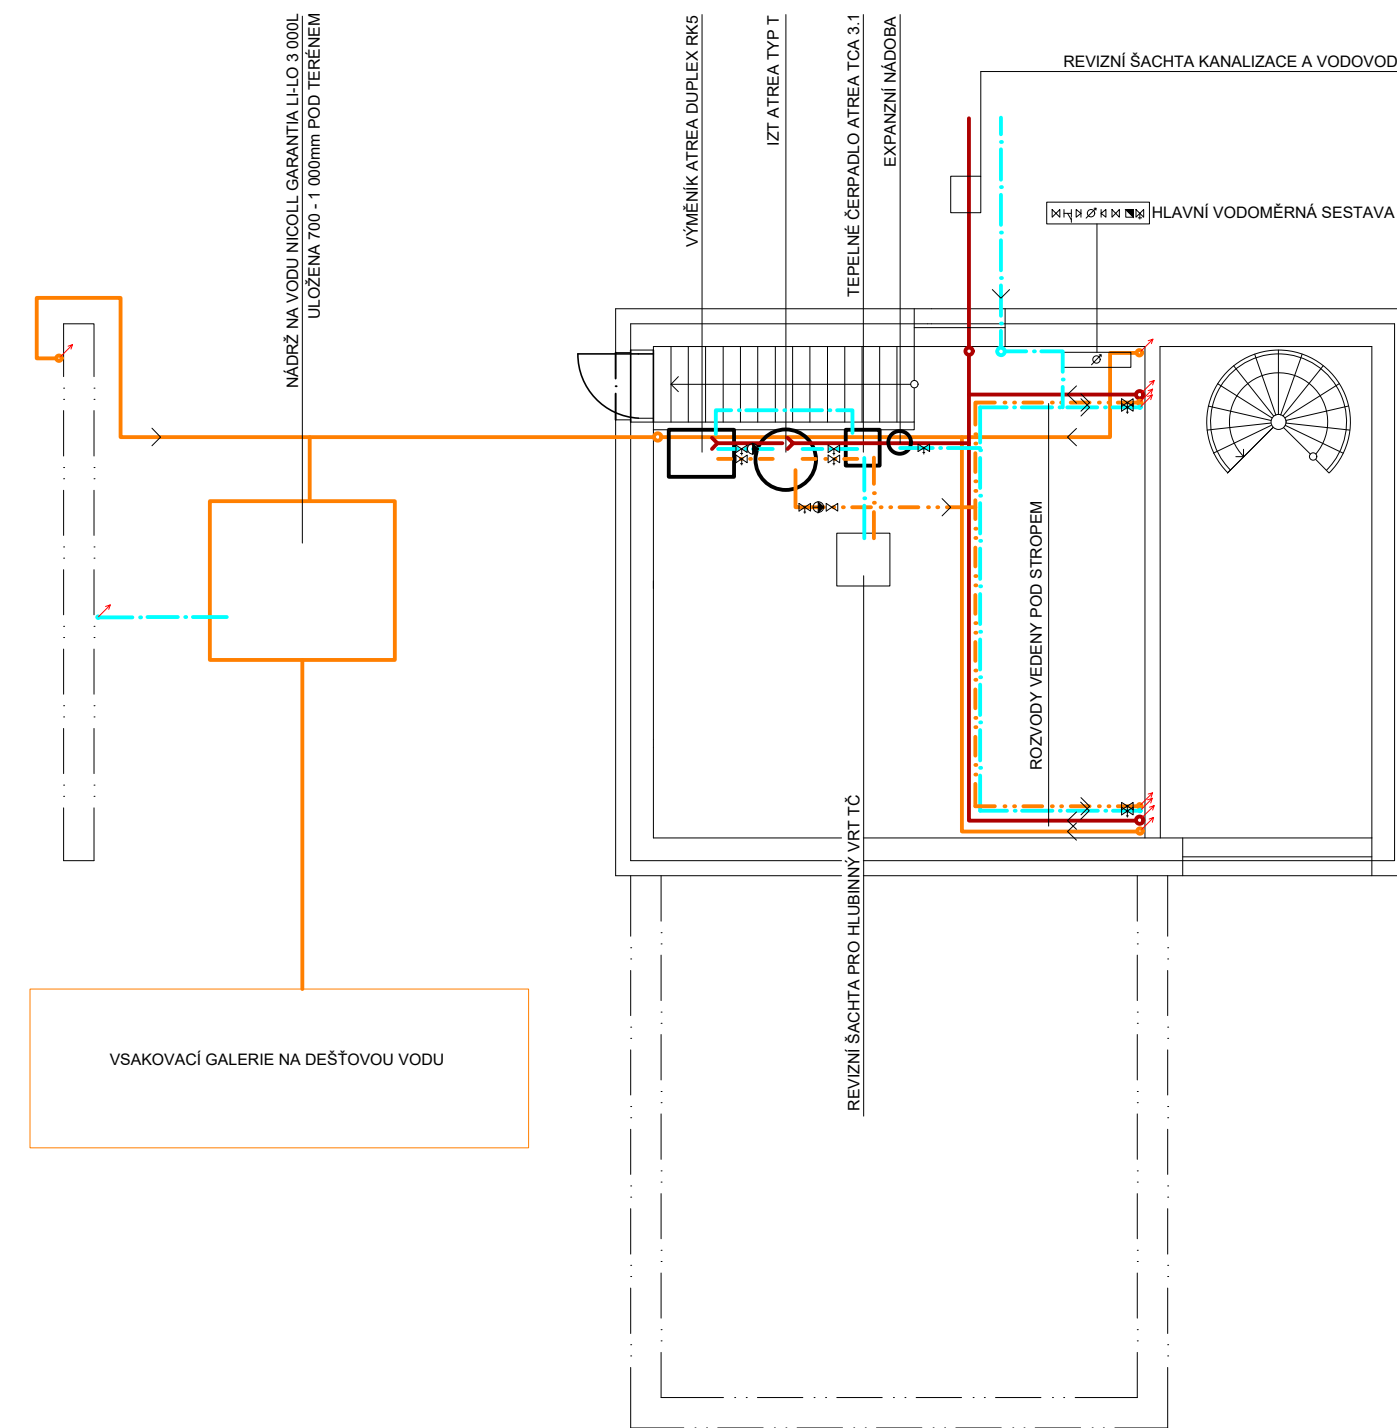 NÁDRŽ NA VODU NICOLL GARANTIA LI-LO 3 000L
ULOŽENA 700 - 1 000mm POD TERÉNEM
VÝMĚNÍK ATREA DUPLEX RK5
IZT ATREA TYP T
TEPELNÉ ČERPADLO ATREA TCA 3.1
EXPANZNÍ NÁDOBA
REVIZNÍ ŠACHTA KANALIZACE A VODOVOD
HLAVNÍ VODOMĚRNÁ SESTAVA
ROZVODY VEDENY POD STROPEM
REVIZNÍ ŠACHTA PRO HLUBINNÝ VRT TČ
VSAKOVACÍ GALERIE NA DEŠŤOVOU VODU